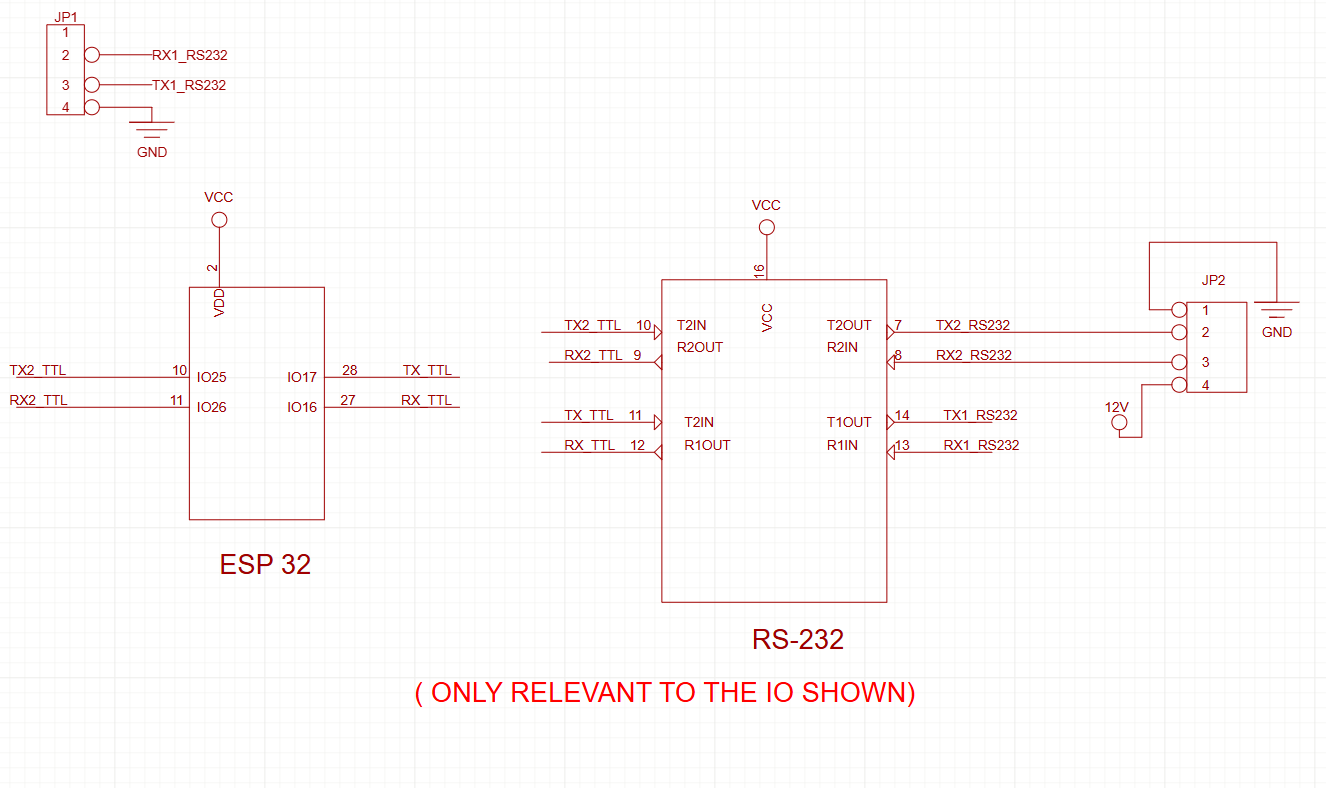 JP1
1
2 RX1_RS232
3 TX1_RS232
4
GND
VCC
2
VDD
TX2_TTL 10 IO25 IO17 28 TX_TTL
RX2_TTL 11 IO26 IO16 27 RX_TTL
ESP 32
VCC
16
VCC
TX2_TTL 10 T2IN T2OUT 7 TX2_RS232
RX2_TTL 9 R2OUT R2IN 8 RX2_RS232
TX_TTL 11 T2IN T1OUT 14 TX1_RS232
RX_TTL 12 R1OUT R1IN 13 RX1_RS232
RS-232
JP2
1
2
3
4
GND
12V
( ONLY RELEVANT TO THE IO SHOWN)